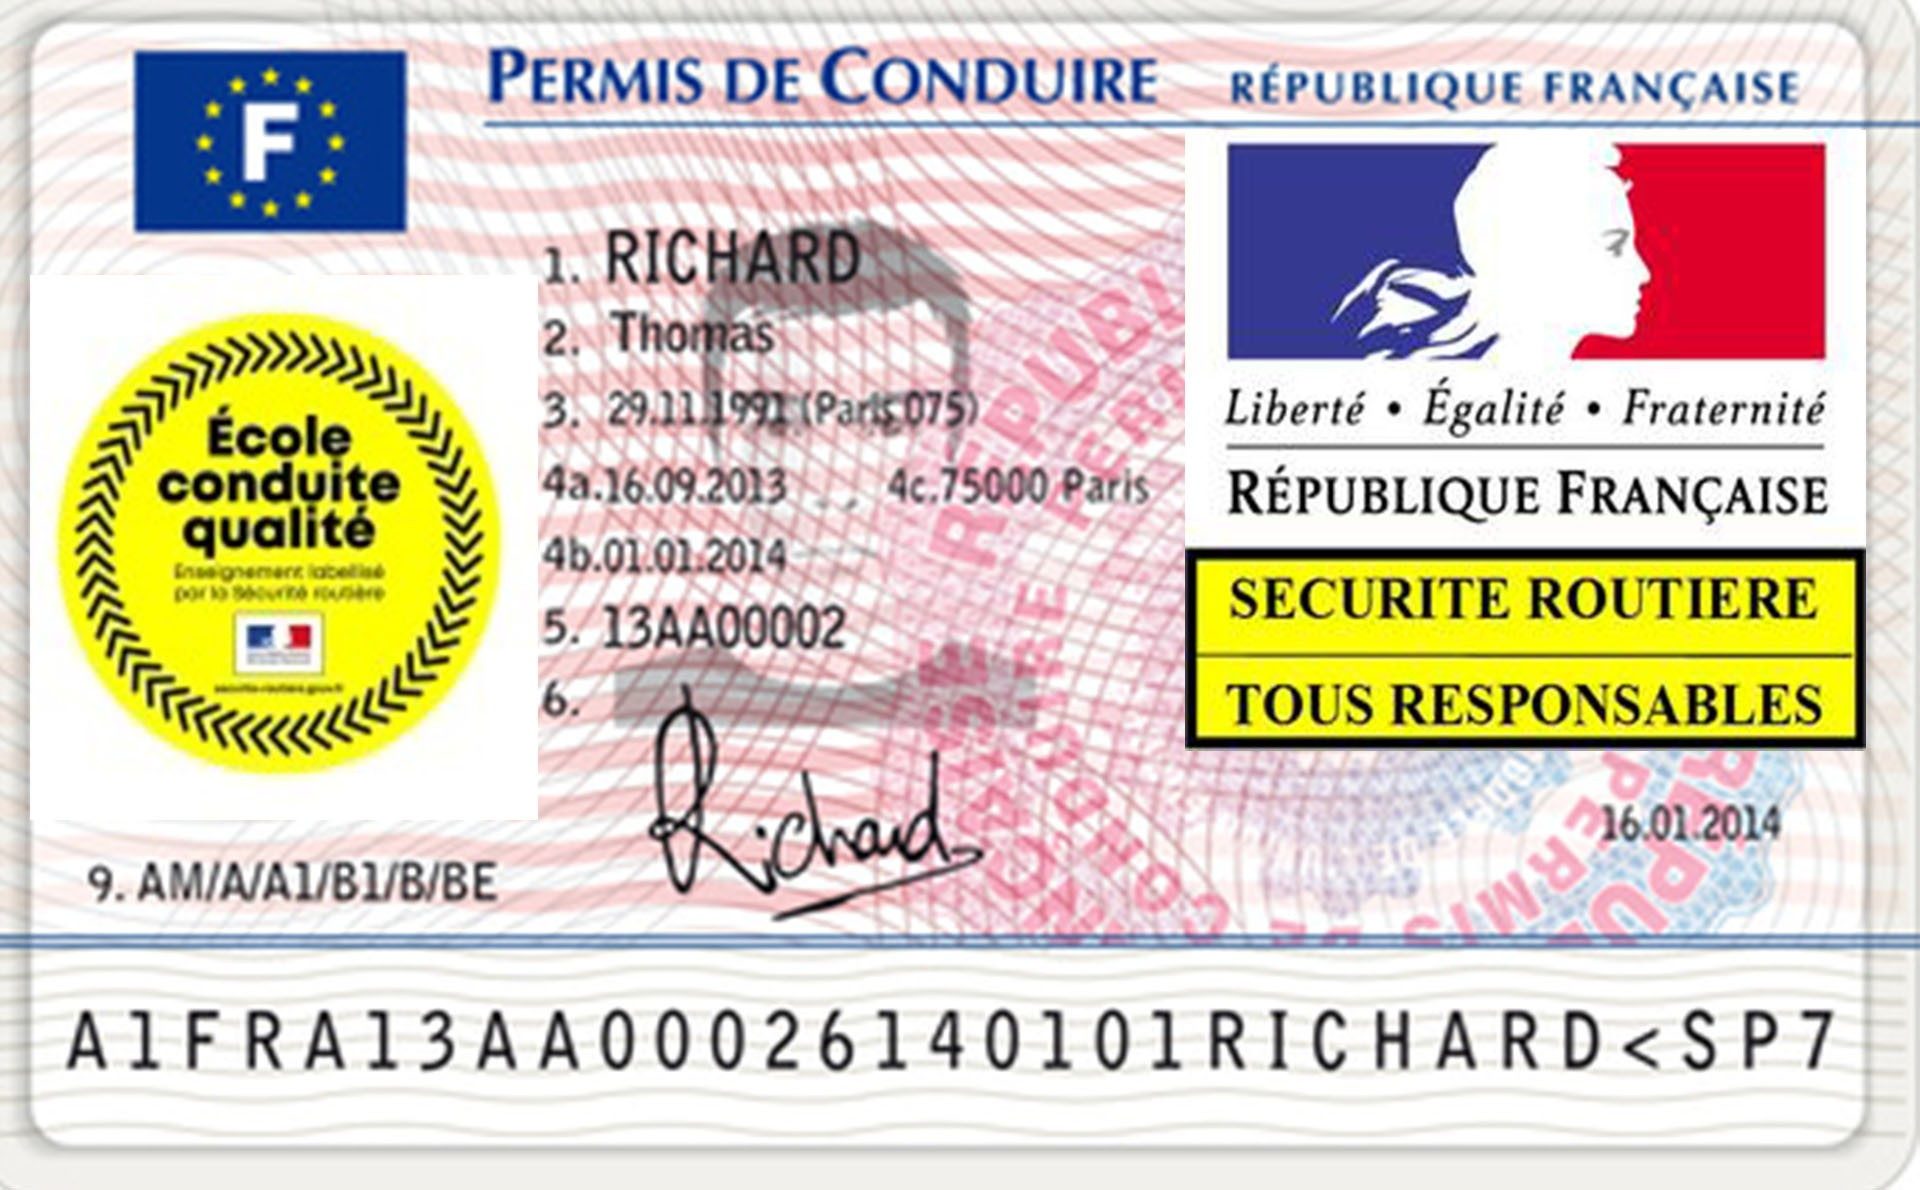 PERMIS DE CONDUIRE RÉPUBLIQUE FRANÇAISE
F
1. RICHARD
2. Thomas
3. 29.11.1991 (Paris 075)
4a.16.09.2013 4c.75000 Paris
4b.01.01.2014
5. 13AA00002
6.
Richard
École
conduite
qualité
Enseignement labellisé
par la Sécurité routière
securite-routiere.gouv.fr
Liberté • Égalité • Fraternité
RÉPUBLIQUE FRANÇAISE
SECURITE ROUTIERE
TOUS RESPONSABLES
16.01.2014
9. AM/A/A1/B1/B/BE
A1FRA13AA00026140101RICHARD<SP7